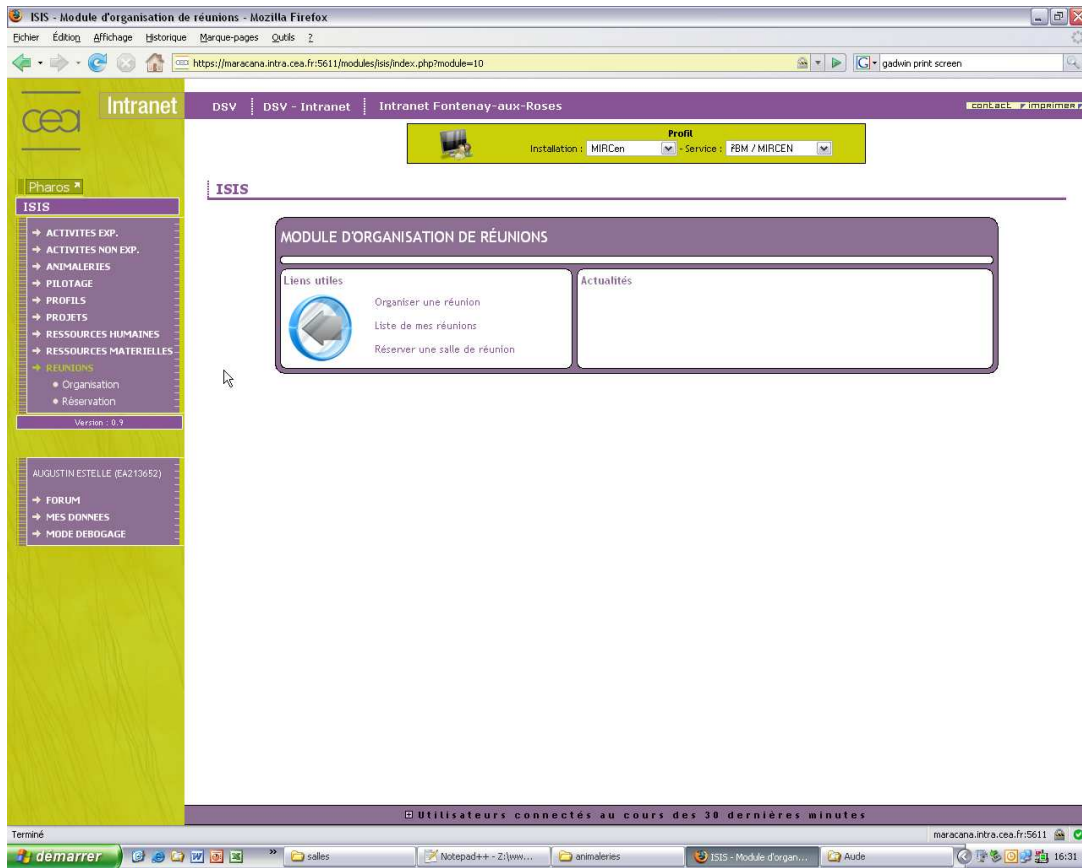 ISIS - Module d'organisation de réunions - Mozilla Firefox
Fichier Édition Affichage Historique Marque-pages Outils ?
https://maracana.intra.cea.fr:5611/modules/isis/index.php?module=10
G gadwin print screen
cea Intranet
DSV DSV - Intranet Intranet Fontenay-aux-Roses
contact imprimer
Profil
Installation : MIRCen - Service : / MIRCEN
Pharos
ISIS
ISIS
ACTIVITES EXP.
ACTIVITES NON EXP.
ANIMALERIES
PILOTAGE
PROFILS
PROJETS
RESSOURCES HUMAINES
RESSOURCES MATERIELLES
REUNIONS
Organisation
Réservation
Version : 0.9
AUGUSTIN ESTELLE (EA213652)
FORUM
MES DONNEES
MODE DEBOGAGE
MODULE D'ORGANISATION DE RÉUNIONS
Liens utiles
Organiser une réunion
Liste de mes réunions
Réserver une salle de réunion
Actualités
Utilisateurs connectés au cours des 30 dernières minutes
Terminé
maracana.intra.cea.fr:5611
démarrer
»
salles
Notepad++ - Z:\ww...
animaleries
ISIS - Module d'organ...
Aude
16:31